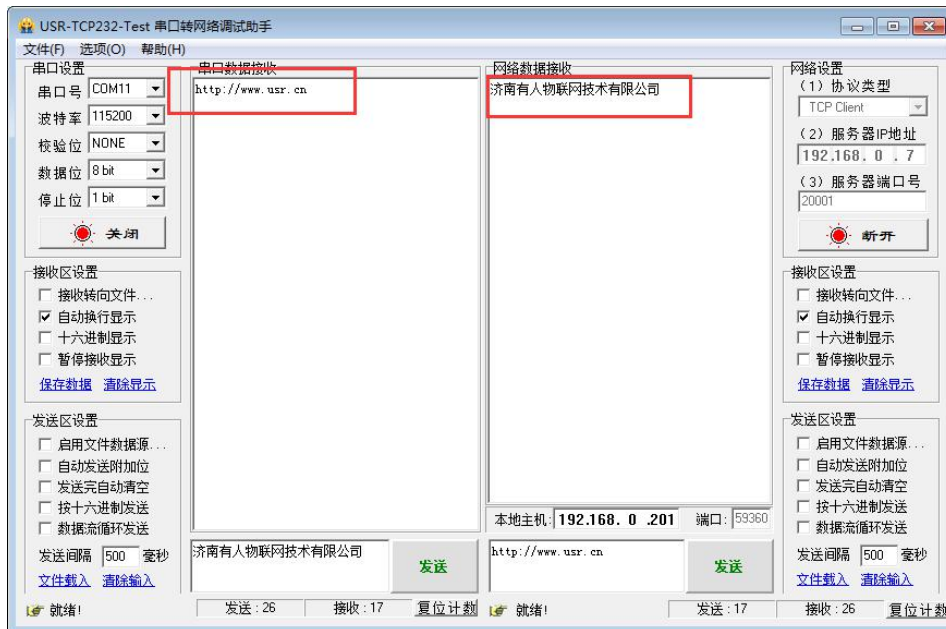 USR-TCP232-Test 串口转网络调试助手
文件(F) 选项(O) 帮助(H)
串口设置
串口号 COM11
波特率 115200
校验位 NONE
数据位 8 bit
停止位 1 bit
关闭
接收区设置
接收转向文件...
自动换行显示
十六进制显示
暂停接收显示
保存数据 清除显示
发送区设置
启用文件数据源...
自动发送附加位
发送完自动清空
按十六进制发送
数据流循环发送
发送间隔 500 毫秒
文件载入 清除输入
就绪!
串口数据接收
http://www.usr.cn
济南有人物联网技术有限公司
发送
发送 : 26 接收 : 17 复位计数
网络数据接收
济南有人物联网技术有限公司
本地主机: 192.168. 0 .201 端口: 59360
http://www.usr.cn
发送
就绪!
发送 : 17 接收 : 26 复位计数
网络设置
(1) 协议类型
TCP Client
(2) 服务器IP地址
192.168. 0 . 7
(3) 服务器端口号
20001
断开
接收区设置
接收转向文件...
自动换行显示
十六进制显示
暂停接收显示
保存数据 清除显示
发送区设置
启用文件数据源...
自动发送附加位
发送完自动清空
按十六进制发送
数据流循环发送
发送间隔 500 毫秒
文件载入 清除输入